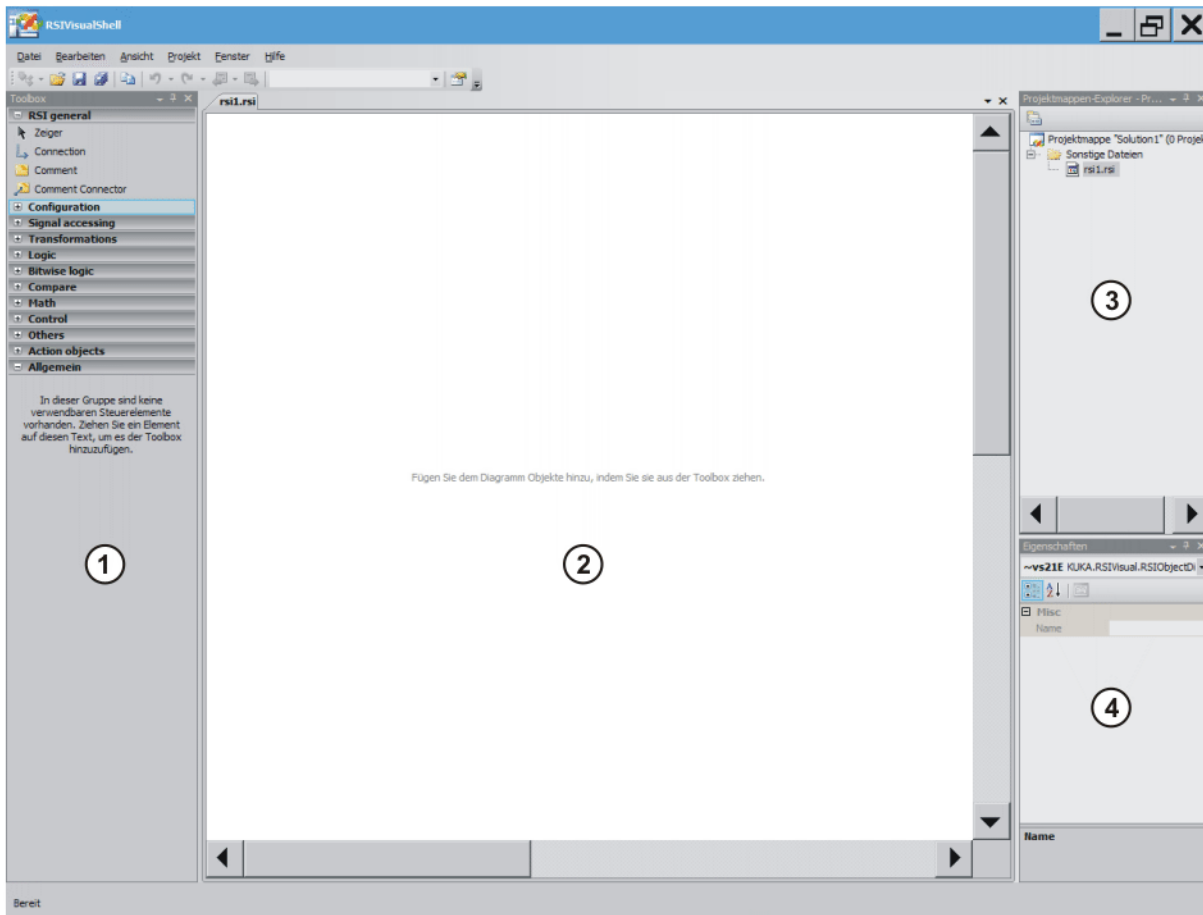 RSIVisualShell
Datei Bearbeiten Ansicht Projekt Fenster Hilfe
Toolbox
RSI general
Zeiger
Connection
Comment
Comment Connector
Configuration
Signal accessing
Transformations
Logic
Bitwise logic
Compare
Math
Control
Others
Action objects
Allgemein
In dieser Gruppe sind keine
verwendbaren Steuerelemente
vorhanden. Ziehen Sie ein Element
auf diesen Text, um es der Toolbox
hinzuzufügen.
1
rsi1.rsi
Fügen Sie dem Diagramm Objekte hinzu, indem Sie sie aus der Toolbox ziehen.
2
Projektmappen-Explorer - Pr...
Projektmappe "Solution1" (0 Projek
Sonstige Dateien
rsi1.rsi
3
Eigenschaften
~vs21E KUKA.RSIVisual.RSIObjectDi
Misc
Name
4
Name
Bereit